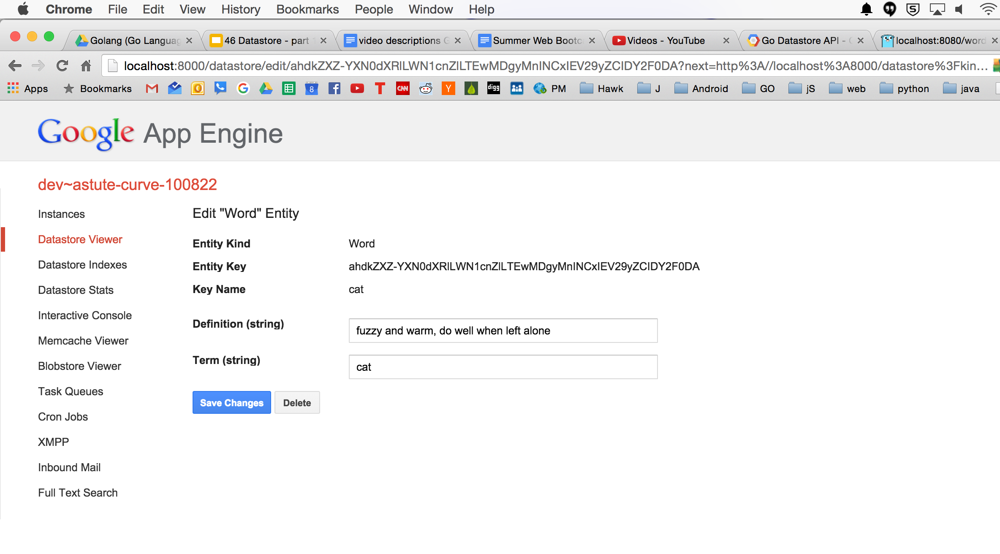 Chrome File Edit View History Bookmarks People Window Help
Golang (Go Languag 46 Datastore - part 1 video descriptions G Summer Web Bootc Videos - YouTube Go Datastore API - localhost:8080/word
localhost:8000/datastore/edit/ahdkZXZ-YXN0dXRlLWN1cnZlLTEwMDgyMnINCxIEV29yZCIDY2F0DA?next=http%3A//localhost%3A8000/datastore%3Fkin...
Apps Bookmarks 8 CNN Y digg PM Hawk J Android GO jS web python java
Google App Engine
dev~astute-curve-100822
Instances
Datastore Viewer
Datastore Indexes
Datastore Stats
Interactive Console
Memcache Viewer
Blobstore Viewer
Task Queues
Cron Jobs
XMPP
Inbound Mail
Full Text Search
Edit "Word" Entity
Entity Kind Word
Entity Key ahdkZXZ-YXN0dXRlLWN1cnZlLTEwMDgyMnINCxIEV29yZCIDY2F0DA
Key Name cat
Definition (string) fuzzy and warm, do well when left alone
Term (string) cat
Save Changes Delete